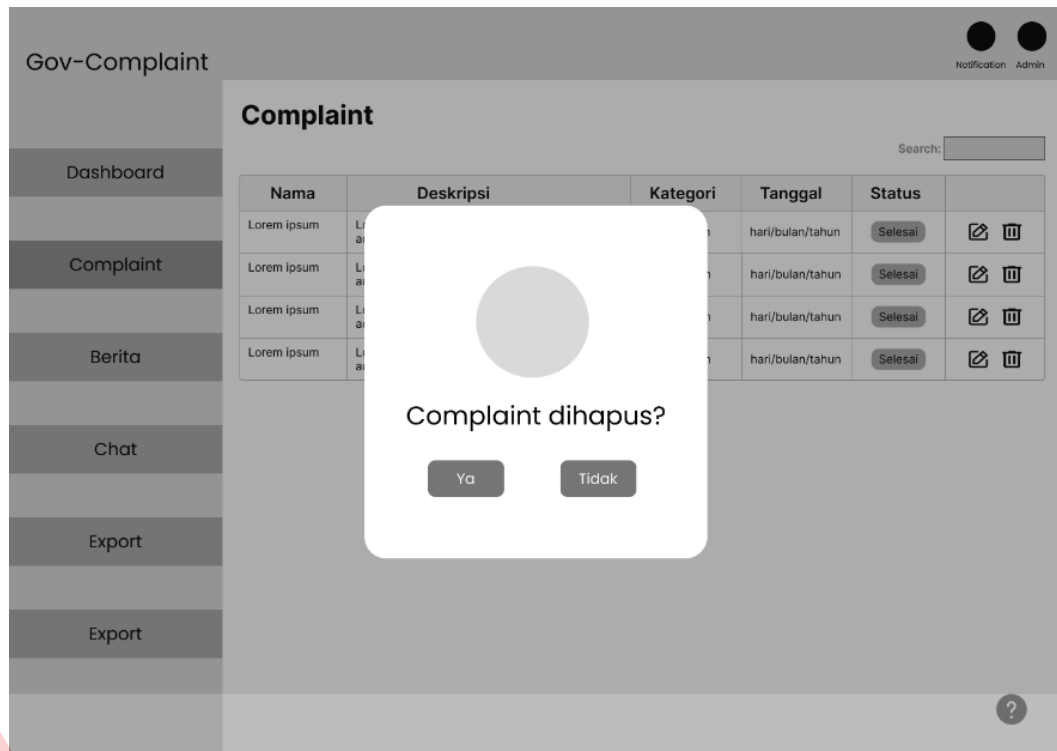 Gov-Complaint
Notification Admin
Complaint
Search:
Dashboard
Nama Deskripsi Kategori Tanggal Status
Lorem ipsum hari/bulan/tahun Selesai
Complaint
Lorem ipsum hari/bulan/tahun Selesai
Lorem ipsum hari/bulan/tahun Selesai
Berita
Lorem ipsum hari/bulan/tahun Selesai
Complaint dihapus?
Chat
Ya Tidak
Export
Export
?